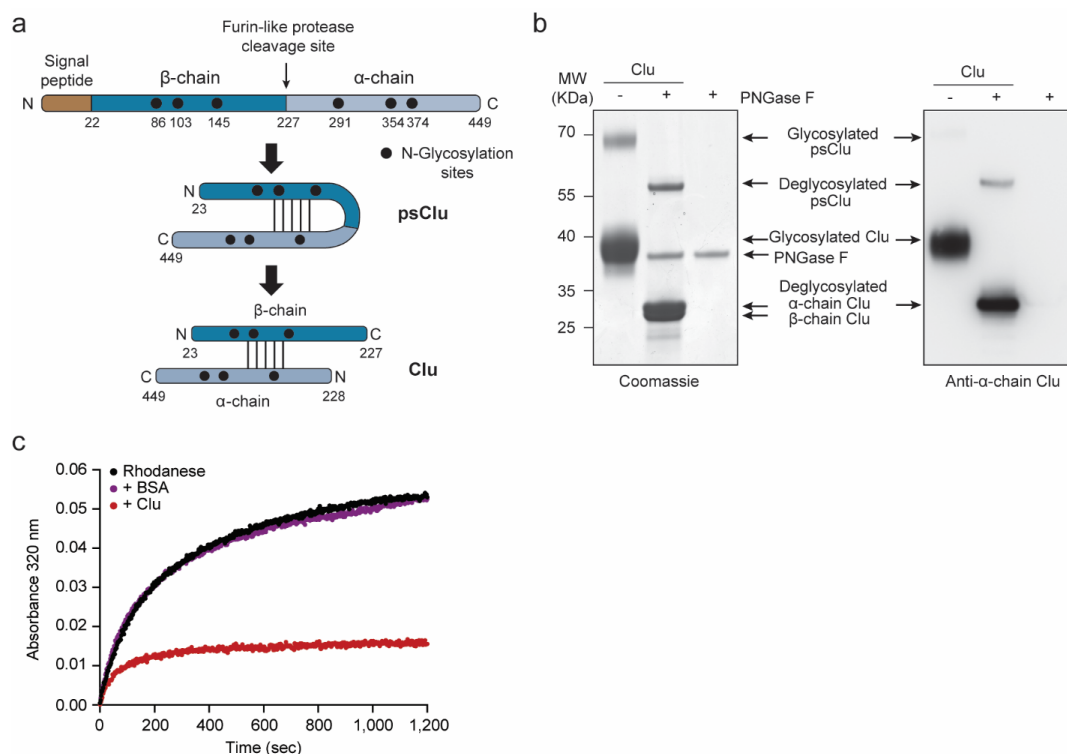 a
Furin-like protease
cleavage site
Signal
peptide
β-chain
α-chain
N
C
22
86
103
145
227
291
354
374
449
N-Glycosylation
sites
N
23
psClu
C
449
β-chain
N
C
23
227
Clu
C
N
449
α-chain
228
b
Clu
Clu
MW
(KDa)
-
+
+
PNGase F
-
+
+
70
Glycosylated
psClu
55
Deglycosylated
psClu
40
Glycosylated Clu
PNGase F
35
Deglycosylated
α-chain Clu
β-chain Clu
25
Coomassie
Anti-α-chain Clu
c
0.06
Rhodanese
+ BSA
+ Clu
0.05
0.04
0.03
0.02
0.01
0.00
Absorbance 320 nm
0
200
400
600
800
1,000
1,200
Time (sec)